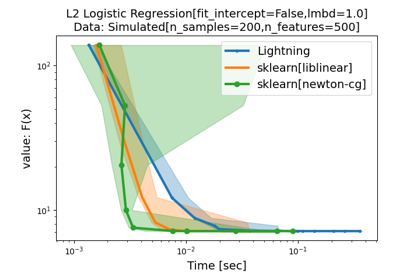 L2 Logistic Regression[fit_intercept=False,lmbd=1.0]
Data: Simulated[n_samples=200,n_features=500]
Lightning
sklearn[liblinear]
sklearn[newton-cg]
value: F(x)
10²
10¹
10⁻³
10⁻²
10⁻¹
Time [sec]